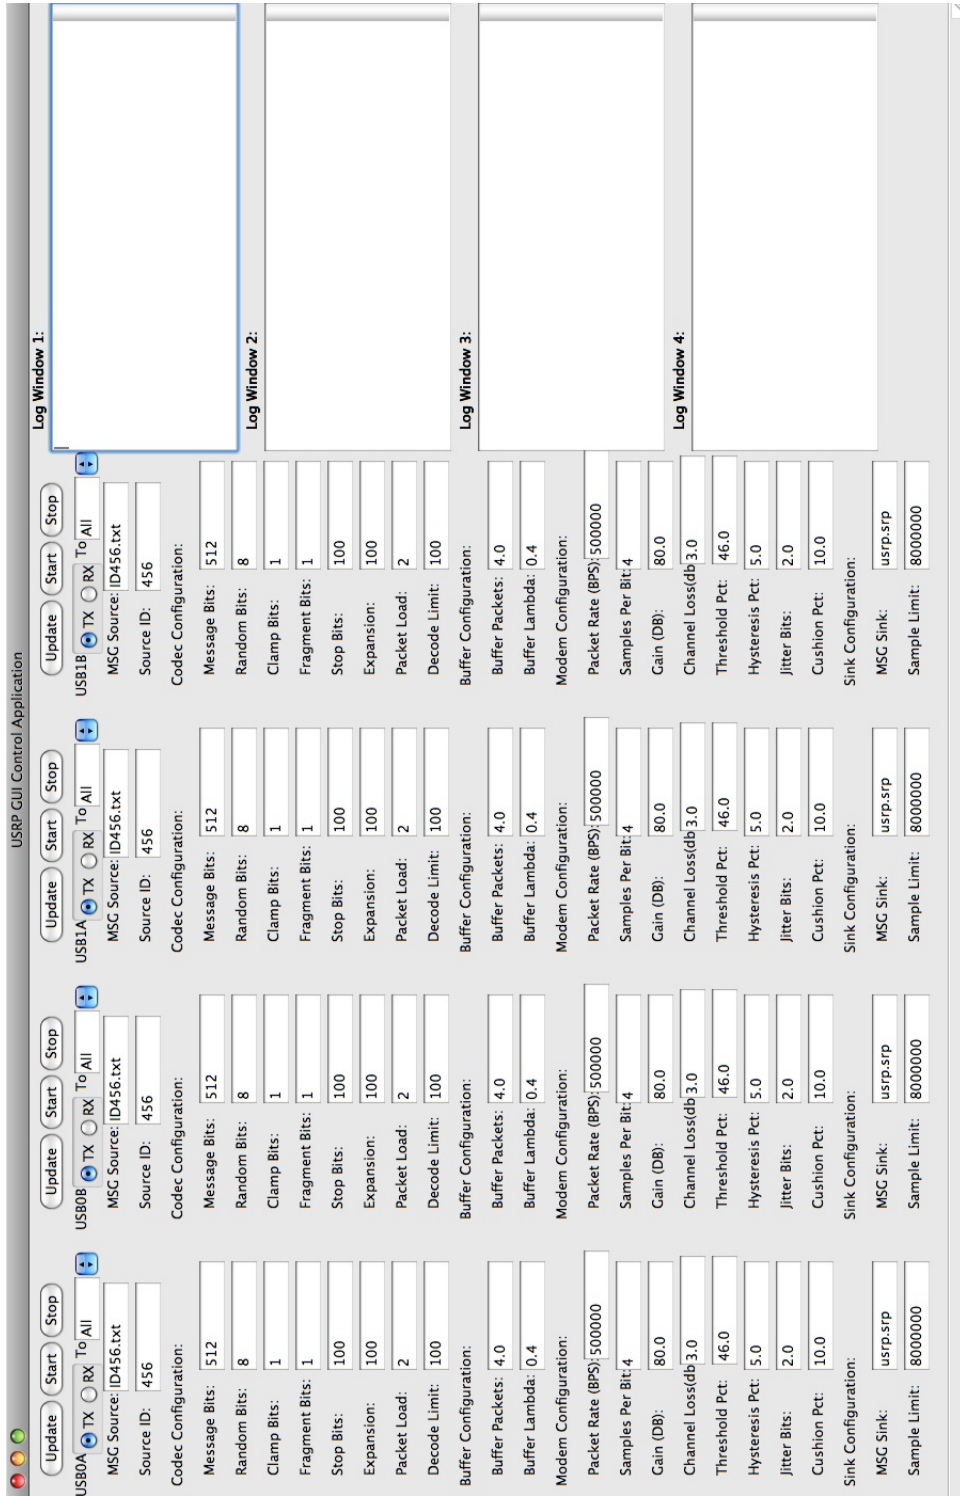 USRP GUI Control Application
Update Start Stop
USB0A TX RX To All
MSG Source: ID456.txt
Source ID: 456
Codec Configuration:
Message Bits: 512
Random Bits: 8
Clamp Bits: 1
Fragment Bits: 1
Stop Bits: 100
Expansion: 100
Packet Load: 2
Decode Limit: 100
Buffer Configuration:
Buffer Packets: 4.0
Buffer Lambda: 0.4
Modem Configuration:
Packet Rate (BPS): 500000
Samples Per Bit: 4
Gain (DB): 80.0
Channel Loss(db 3.0
Threshold Pct: 46.0
Hysteresis Pct: 5.0
Jitter Bits: 2.0
Cushion Pct: 10.0
Sink Configuration:
MSG Sink: usrp.srp
Sample Limit: 8000000
Update Start Stop
USB0B TX RX To All
MSG Source: ID456.txt
Source ID: 456
Codec Configuration:
Message Bits: 512
Random Bits: 8
Clamp Bits: 1
Fragment Bits: 1
Stop Bits: 100
Expansion: 100
Packet Load: 2
Decode Limit: 100
Buffer Configuration:
Buffer Packets: 4.0
Buffer Lambda: 0.4
Modem Configuration:
Packet Rate (BPS): 500000
Samples Per Bit: 4
Gain (DB): 80.0
Channel Loss(db 3.0
Threshold Pct: 46.0
Hysteresis Pct: 5.0
Jitter Bits: 2.0
Cushion Pct: 10.0
Sink Configuration:
MSG Sink: usrp.srp
Sample Limit: 8000000
Update Start Stop
USB1A TX RX To All
MSG Source: ID456.txt
Source ID: 456
Codec Configuration:
Message Bits: 512
Random Bits: 8
Clamp Bits: 1
Fragment Bits: 1
Stop Bits: 100
Expansion: 100
Packet Load: 2
Decode Limit: 100
Buffer Configuration:
Buffer Packets: 4.0
Buffer Lambda: 0.4
Modem Configuration:
Packet Rate (BPS): 500000
Samples Per Bit: 4
Gain (DB): 80.0
Channel Loss(db 3.0
Threshold Pct: 46.0
Hysteresis Pct: 5.0
Jitter Bits: 2.0
Cushion Pct: 10.0
Sink Configuration:
MSG Sink: usrp.srp
Sample Limit: 8000000
Update Start Stop
USB1B TX RX To All
MSG Source: ID456.txt
Source ID: 456
Codec Configuration:
Message Bits: 512
Random Bits: 8
Clamp Bits: 1
Fragment Bits: 1
Stop Bits: 100
Expansion: 100
Packet Load: 2
Decode Limit: 100
Buffer Configuration:
Buffer Packets: 4.0
Buffer Lambda: 0.4
Modem Configuration:
Packet Rate (BPS): 500000
Samples Per Bit: 4
Gain (DB): 80.0
Channel Loss(db 3.0
Threshold Pct: 46.0
Hysteresis Pct: 5.0
Jitter Bits: 2.0
Cushion Pct: 10.0
Sink Configuration:
MSG Sink: usrp.srp
Sample Limit: 8000000
Log Window 1:
Log Window 2:
Log Window 3:
Log Window 4: